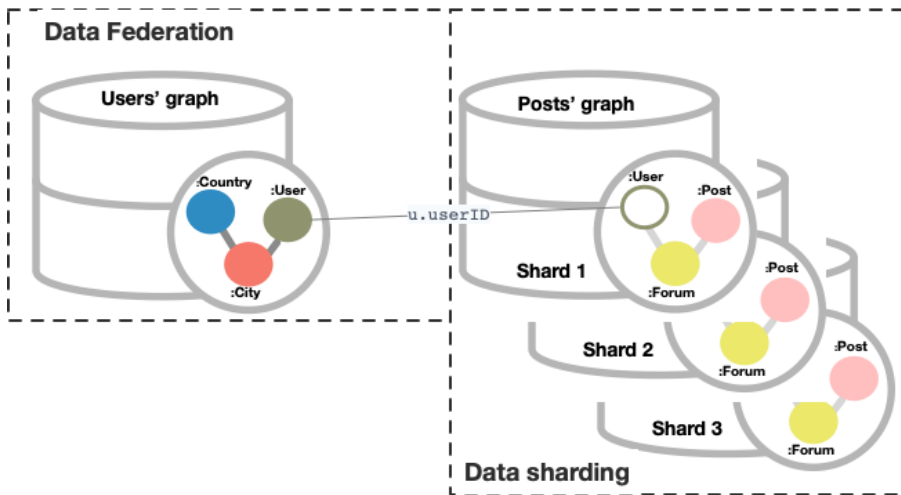 Data Federation
Users’ graph
:Country
:User
:City
u.userID
Posts’ graph
:User
:Post
:Forum
Shard 1
:Post
:Forum
Shard 2
:Post
:Forum
Shard 3
Data sharding